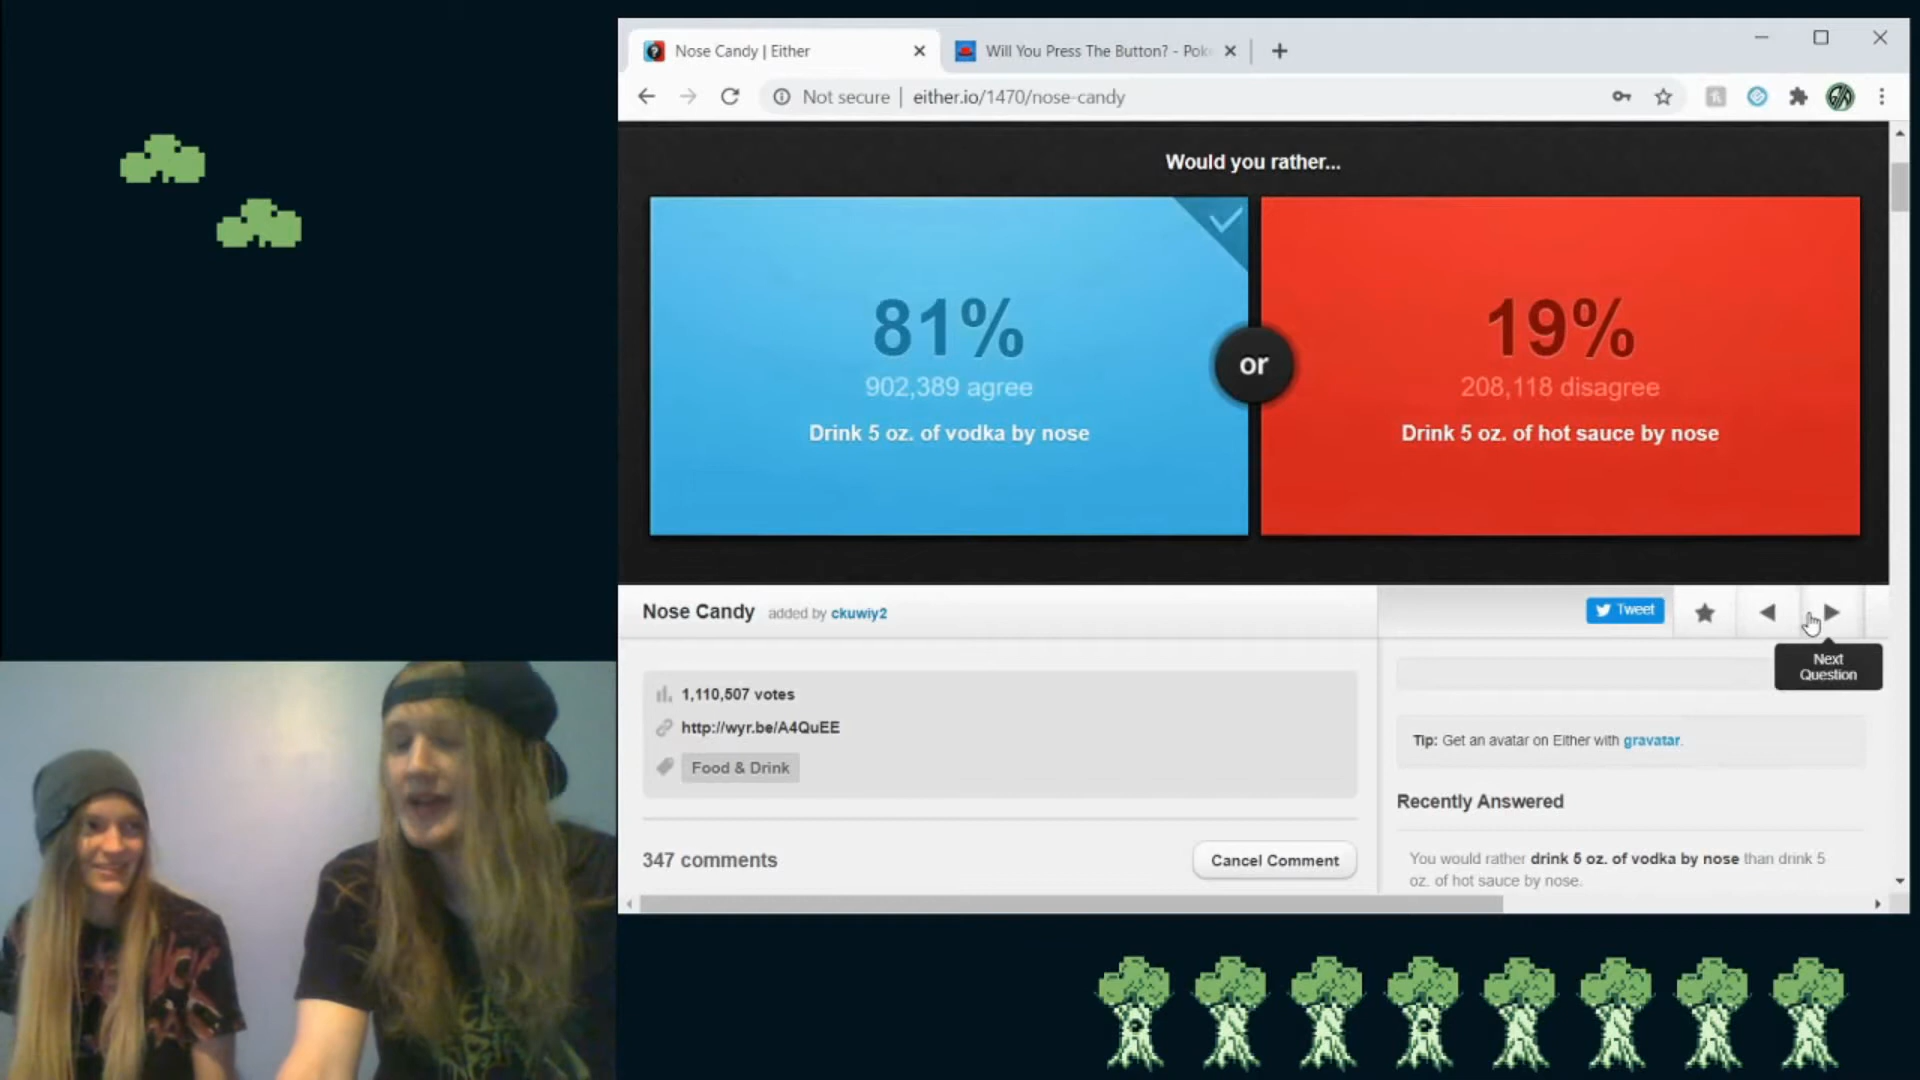 Nose Candy | Either
Will You Press The Button? - Pok
Not secure | either.io/1470/nose-candy
Would you rather...
81%
902,389 agree
Drink 5 oz. of vodka by nose
or
19%
208,118 disagree
Drink 5 oz. of hot sauce by nose
Nose Candy added by ckuwiy2
Tweet
Next
Question
1,110,507 votes
http://wyr.be/A4QuEE
Food & Drink
Tip: Get an avatar on Either with gravatar.
Recently Answered
347 comments
Cancel Comment
You would rather drink 5 oz. of vodka by nose than drink 5
oz. of hot sauce by nose.